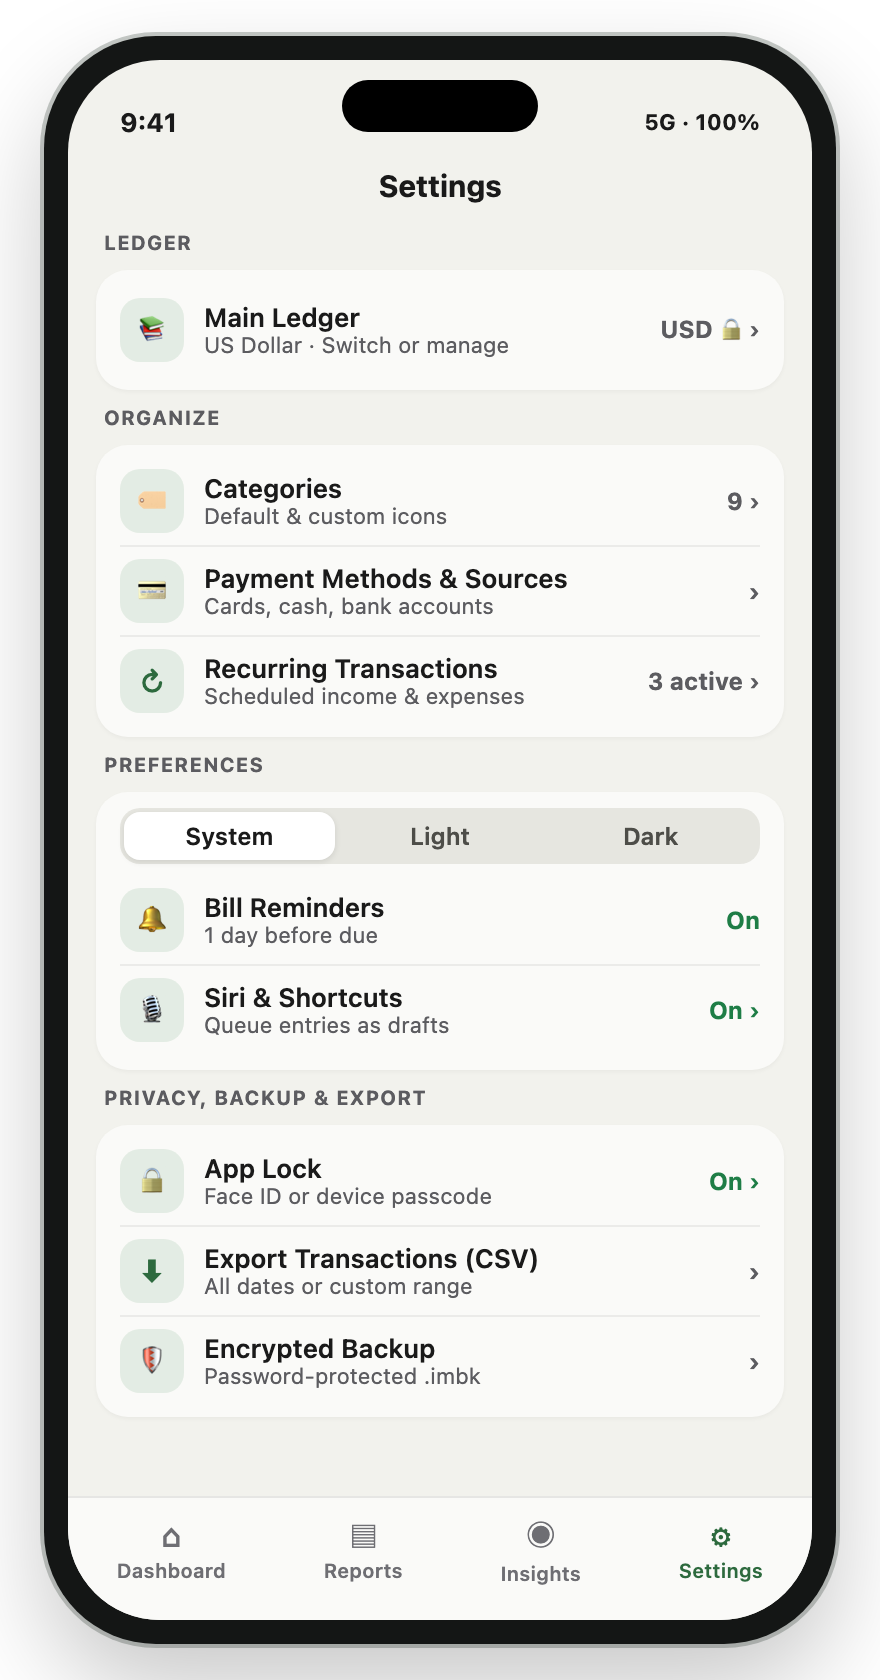 9:41
5G · 100%
Settings
LEDGER
Main Ledger
US Dollar · Switch or manage
USD 🔒 ›
ORGANIZE
Categories
Default & custom icons
9 ›
Payment Methods & Sources
Cards, cash, bank accounts
›
Recurring Transactions
Scheduled income & expenses
3 active ›
PREFERENCES
System
Light
Dark
Bill Reminders
1 day before due
On
Siri & Shortcuts
Queue entries as drafts
On ›
PRIVACY, BACKUP & EXPORT
App Lock
Face ID or device passcode
On ›
Export Transactions (CSV)
All dates or custom range
›
Encrypted Backup
Password-protected .imbk
›
Dashboard
Reports
Insights
Settings